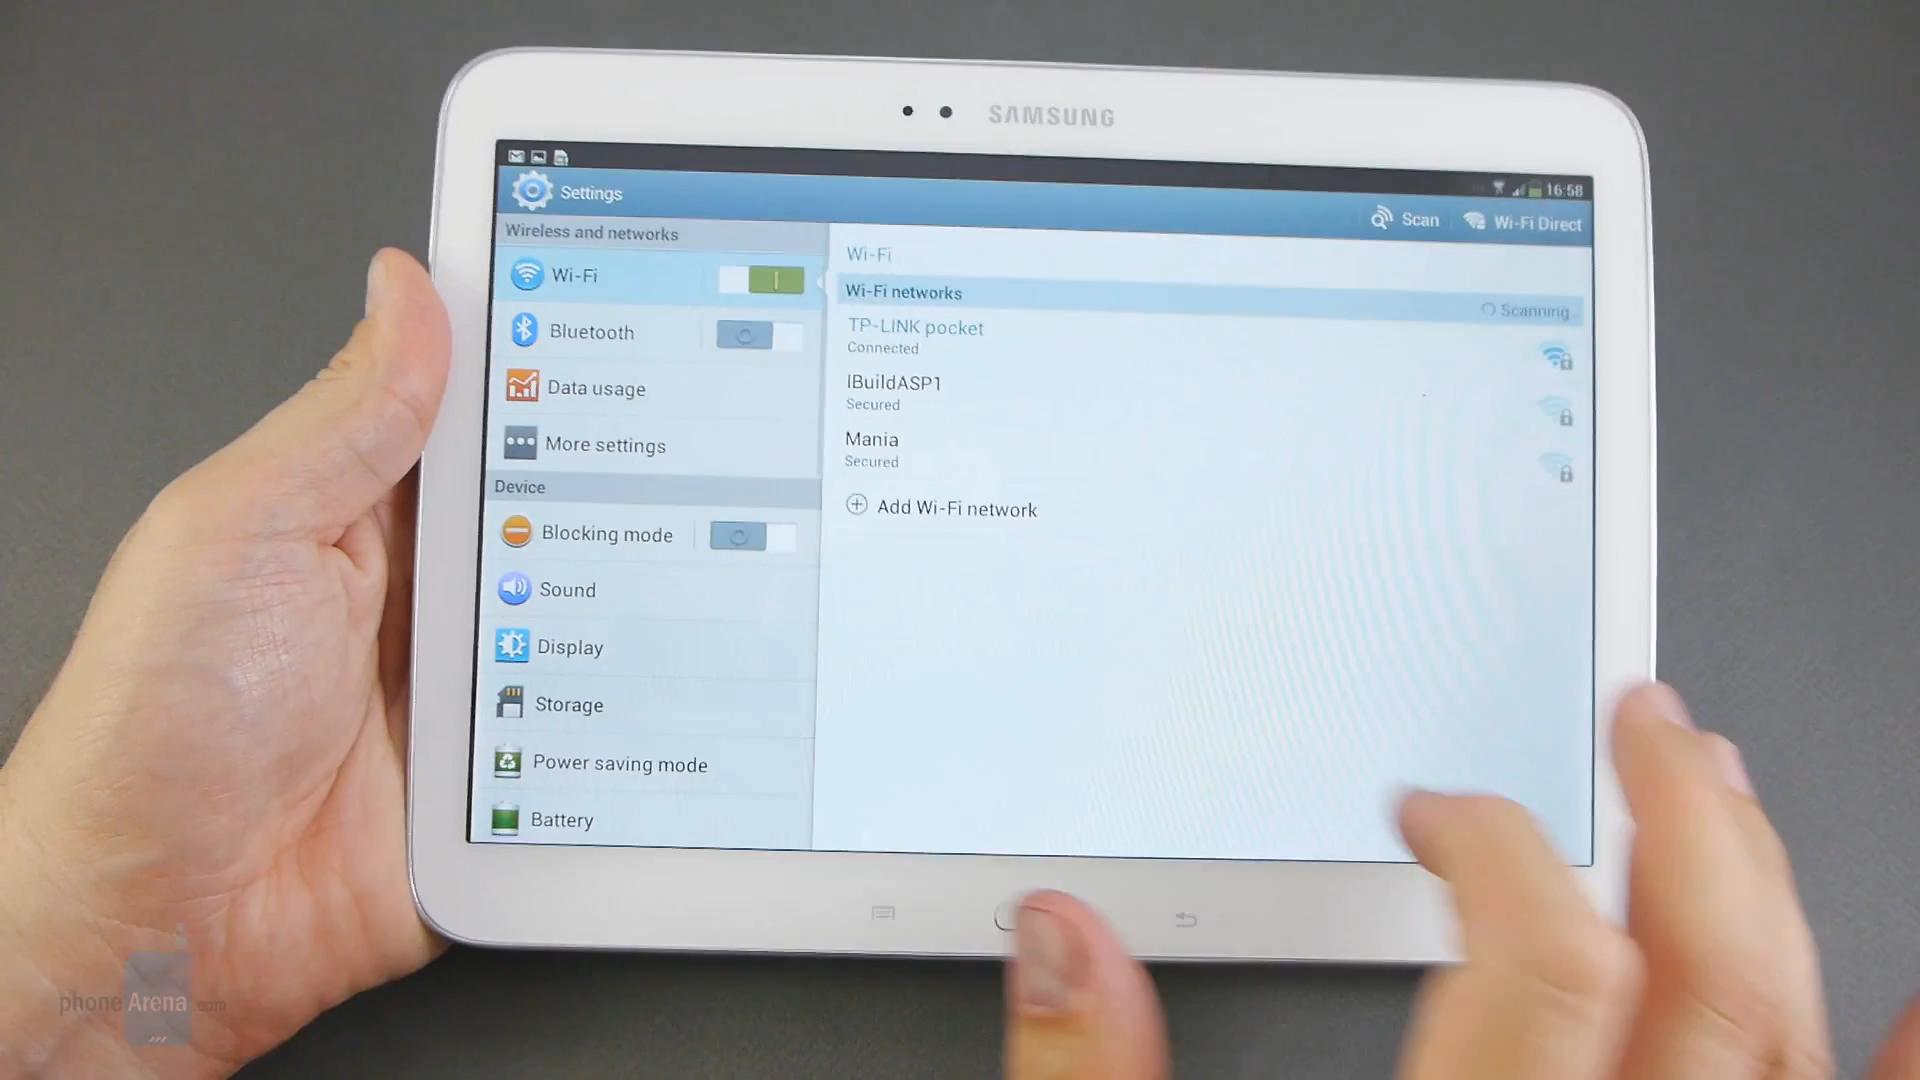 SAMSUNG
16:58
Settings
Scan
Wi-Fi Direct
Wireless and networks
Wi-Fi
Bluetooth
Data usage
More settings
Device
Blocking mode
Sound
Display
Storage
Power saving mode
Battery
Wi-Fi
Wi-Fi networks
Scanning...
TP-LINK pocket
Connected
IBuildASP1
Secured
Mania
Secured
Add Wi-Fi network
phoneArena.com